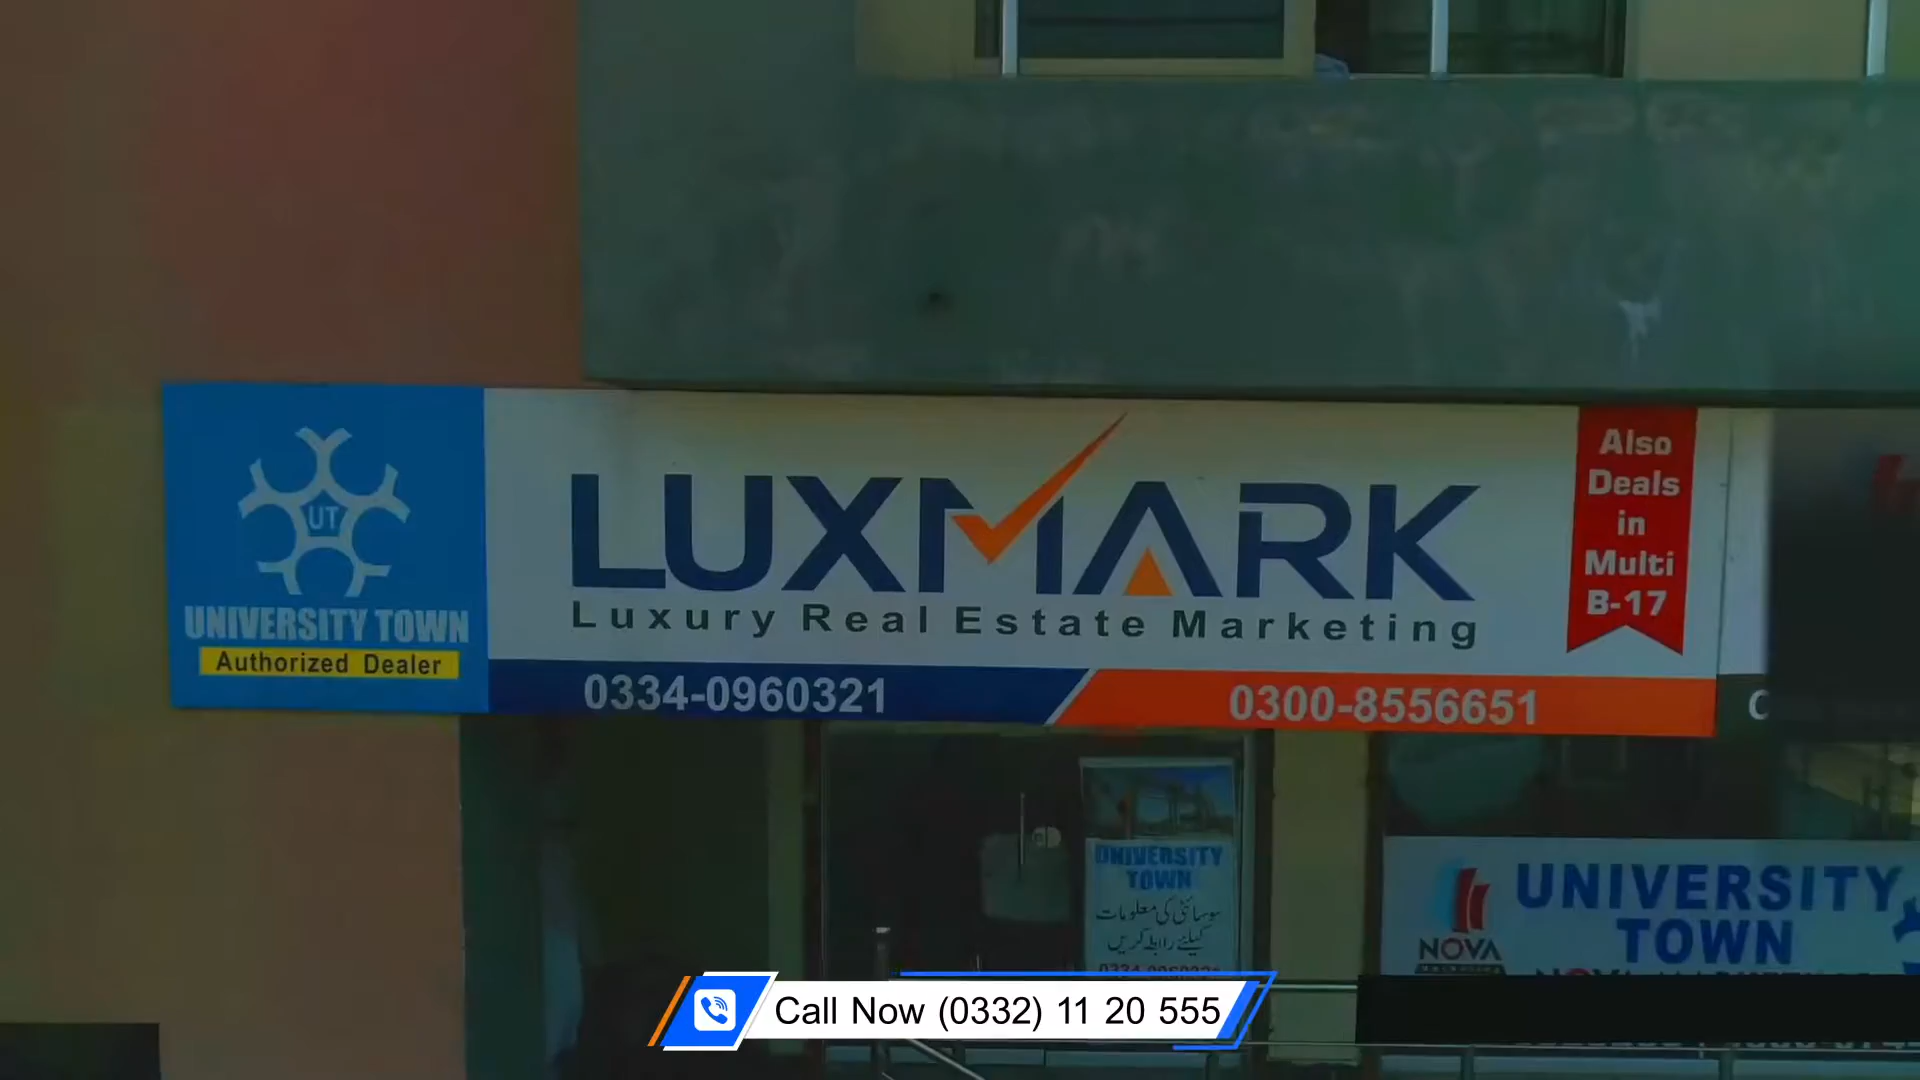 UT
UNIVERSITY TOWN
Authorized Dealer
LUXMARK
Luxury Real Estate Marketing
0334-0960321
0300-8556651
Also
Deals
in
Multi
B-17
UNIVERSITY
TOWN
سوسائٹی کی معلومات
کیلئے رابطہ کریں
NOVA
UNIVERSITY
TOWN
Call Now (0332) 11 20 555